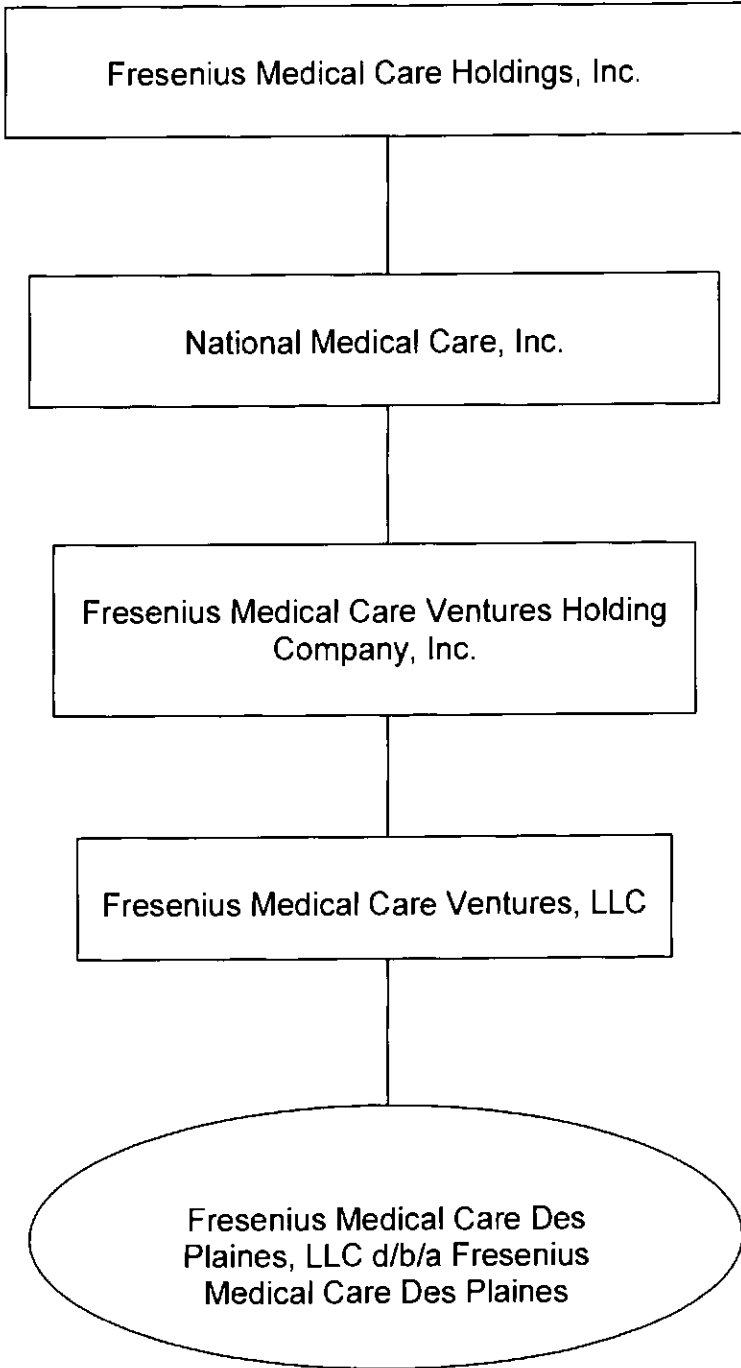 Fresenius Medical Care Holdings, Inc.
National Medical Care, Inc.
Fresenius Medical Care Ventures Holding
Company, Inc.
Fresenius Medical Care Ventures, LLC
Fresenius Medical Care Des
Plaines, LLC d/b/a Fresenius
Medical Care Des Plaines